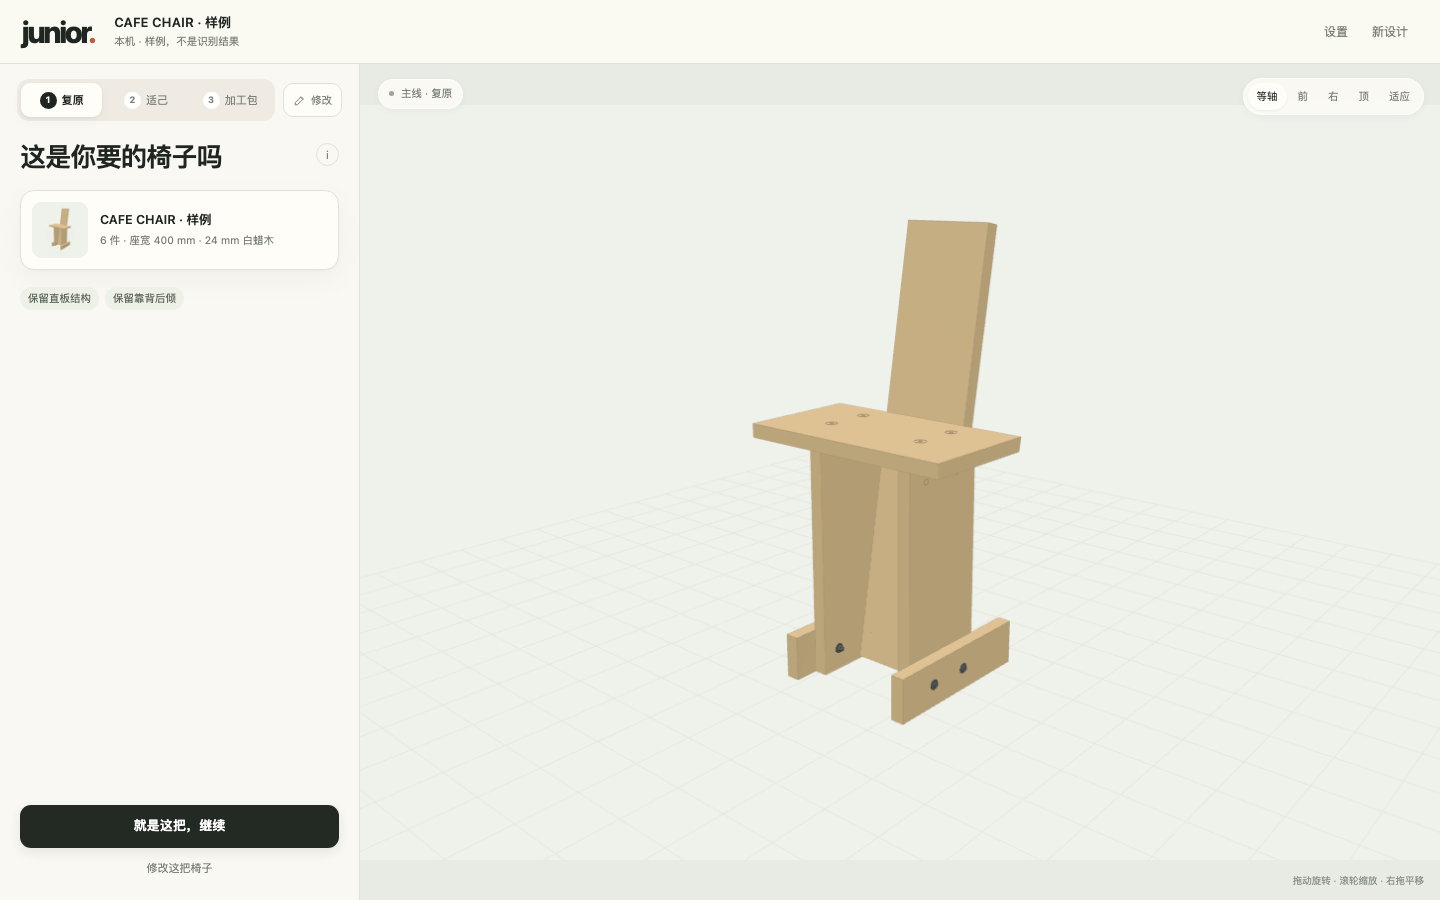 junior.
CAFE CHAIR · 样例
本机 · 样例，不是识别结果
设置
新设计
1 复原
2 适己
3 加工包
修改
这是你要的椅子吗
i
CAFE CHAIR · 样例
6 件 · 座宽 400 mm · 24 mm 白蜡木
保留直板结构
保留靠背后倾
就是这把，继续
修改这把椅子
主线 · 复原
等轴
前
右
顶
适应
拖动旋转 · 滚轮缩放 · 右拖平移